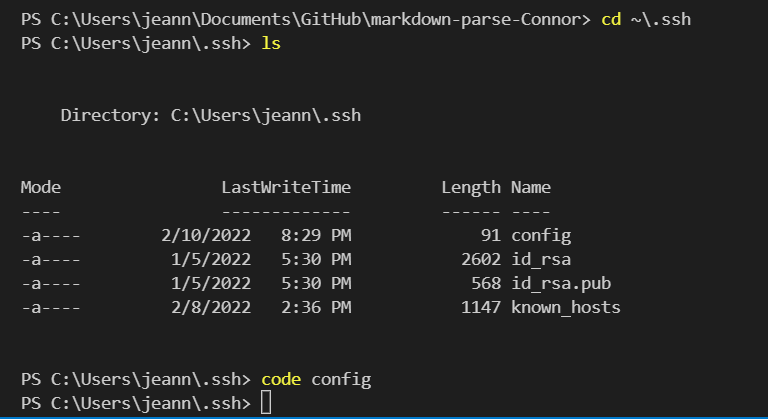 PS C:\Users\jeann\Documents\GitHub\markdown-parse-Connor> cd ~\.ssh
PS C:\Users\jeann\.ssh> ls
Directory: C:\Users\jeann\.ssh
Mode                LastWriteTime         Length Name
----                -------------         ------ ----
-a----        2/10/2022   8:29 PM             91 config
-a----         1/5/2022   5:30 PM           2602 id_rsa
-a----         1/5/2022   5:30 PM            568 id_rsa.pub
-a----         2/8/2022   2:36 PM           1147 known_hosts
PS C:\Users\jeann\.ssh> code config
PS C:\Users\jeann\.ssh>